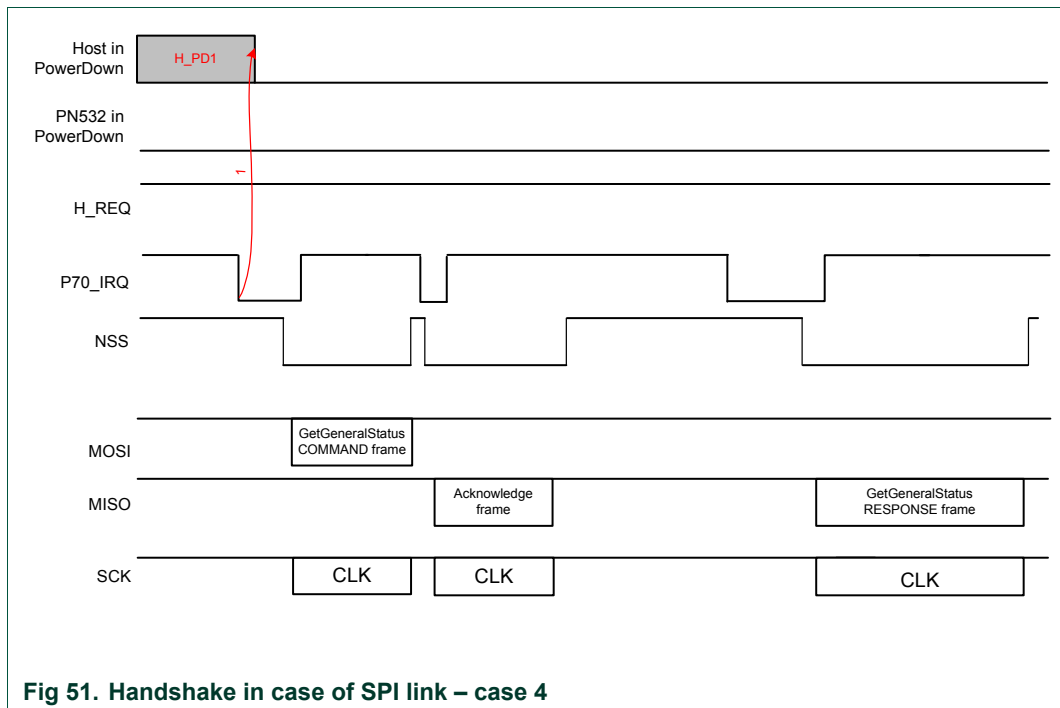 Host in
PowerDown
H_PD1
PN532 in
PowerDown
1
H_REQ
P70_IRQ
NSS
MOSI
GetGeneralStatus
COMMAND frame
MISO
Acknowledge
frame
GetGeneralStatus
RESPONSE frame
SCK
CLK
CLK
CLK
Fig 51. Handshake in case of SPI link – case 4